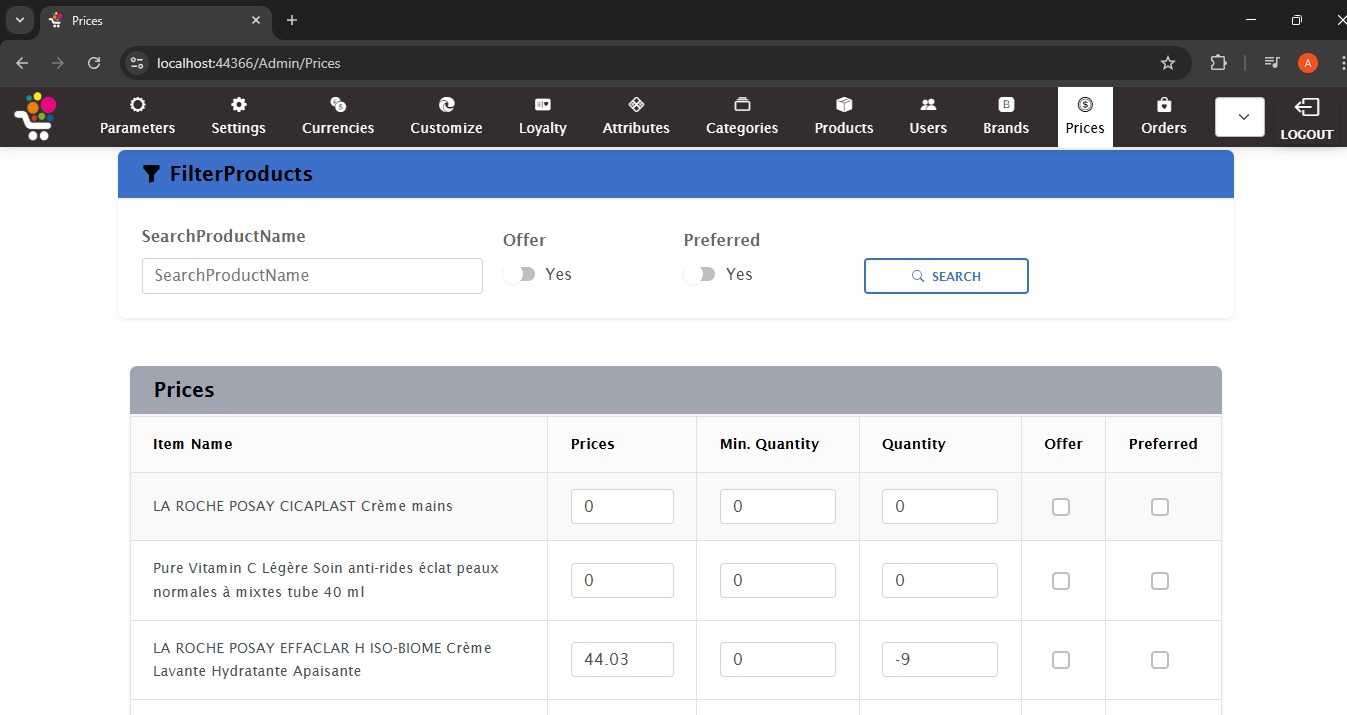 Prices
localhost:44366/Admin/Prices
A
Parameters Settings Currencies Customize Loyalty Attributes Categories Products Users B Brands $ Prices Orders LOGOUT
FilterProducts
SearchProductName Offer Preferred
SearchProductName Yes Yes SEARCH
Prices
Item Name Prices Min. Quantity Quantity Offer Preferred
LA ROCHE POSAY CICAPLAST Crème mains 0 0 0
Pure Vitamin C Légère Soin anti-rides éclat peaux
normales à mixtes tube 40 ml 0 0 0
LA ROCHE POSAY EFFACLAR H ISO-BIOME Crème
Lavante Hydratante Apaisante 44.03 0 -9